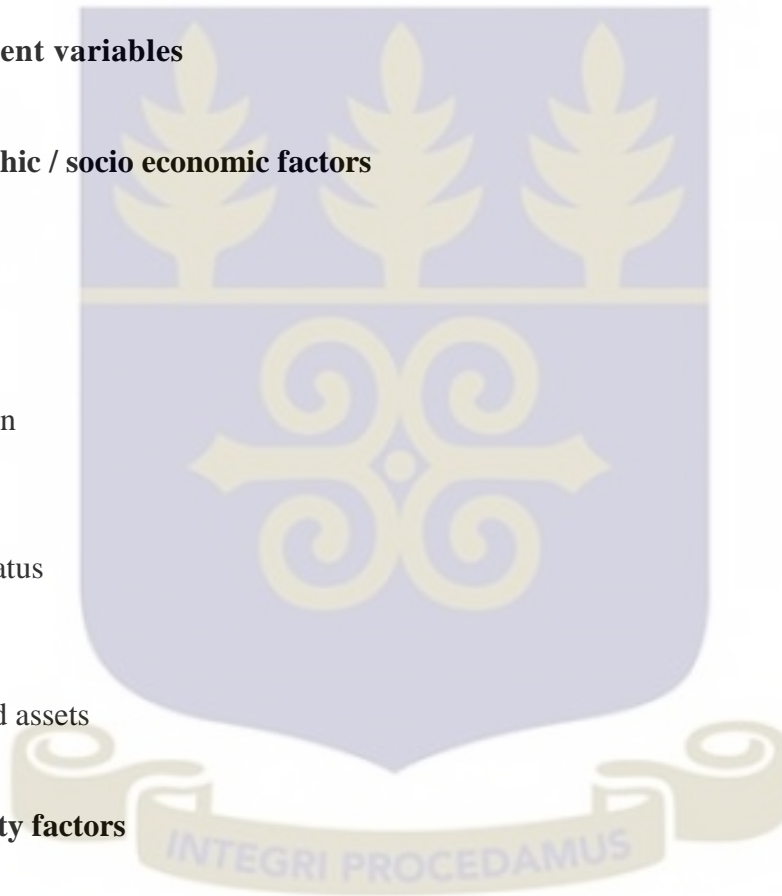 ent variables
hic / socio economic factors
n
atus
d assets
ty factors
INTEGRI PROCEDAMUS